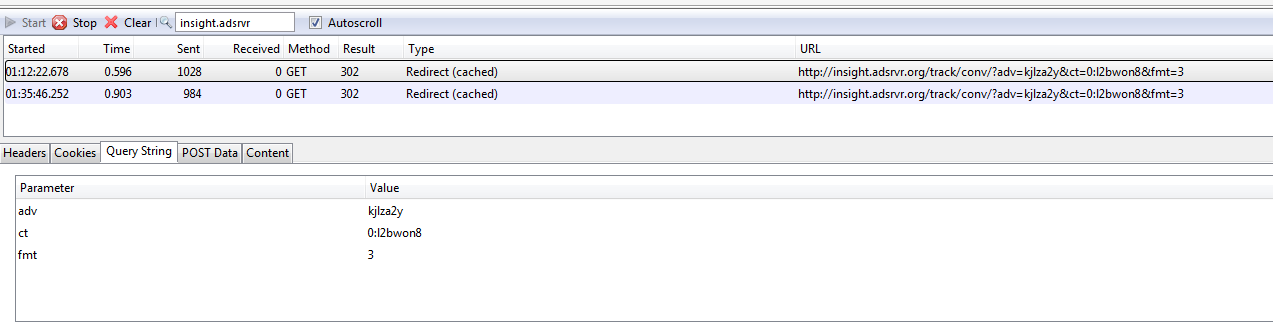 Start Stop Clear insight.adsrvr Autoscroll
Started Time Sent Received Method Result Type URL
01:12:22.678 0.596 1028 0 GET 302 Redirect (cached) http://insight.adsrvr.org/track/conv/?adv=kjlza2y&ct=0:l2bwon8&fmt=3
01:35:46.252 0.903 984 0 GET 302 Redirect (cached) http://insight.adsrvr.org/track/conv/?adv=kjlza2y&ct=0:l2bwon8&fmt=3
Headers Cookies Query String POST Data Content
Parameter Value
adv kjlza2y
ct 0:l2bwon8
fmt 3